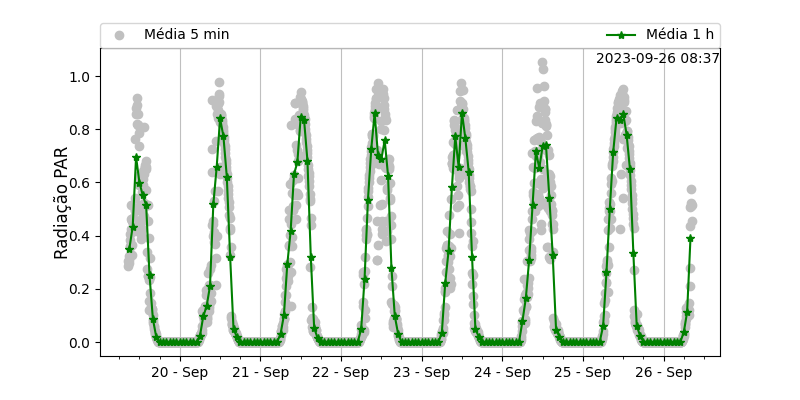 Média 5 min
Média 1 h
2023-09-26 08:37
Radiação PAR
1.0
0.8
0.6
0.4
0.2
0.0
20 - Sep
21 - Sep
22 - Sep
23 - Sep
24 - Sep
25 - Sep
26 - Sep